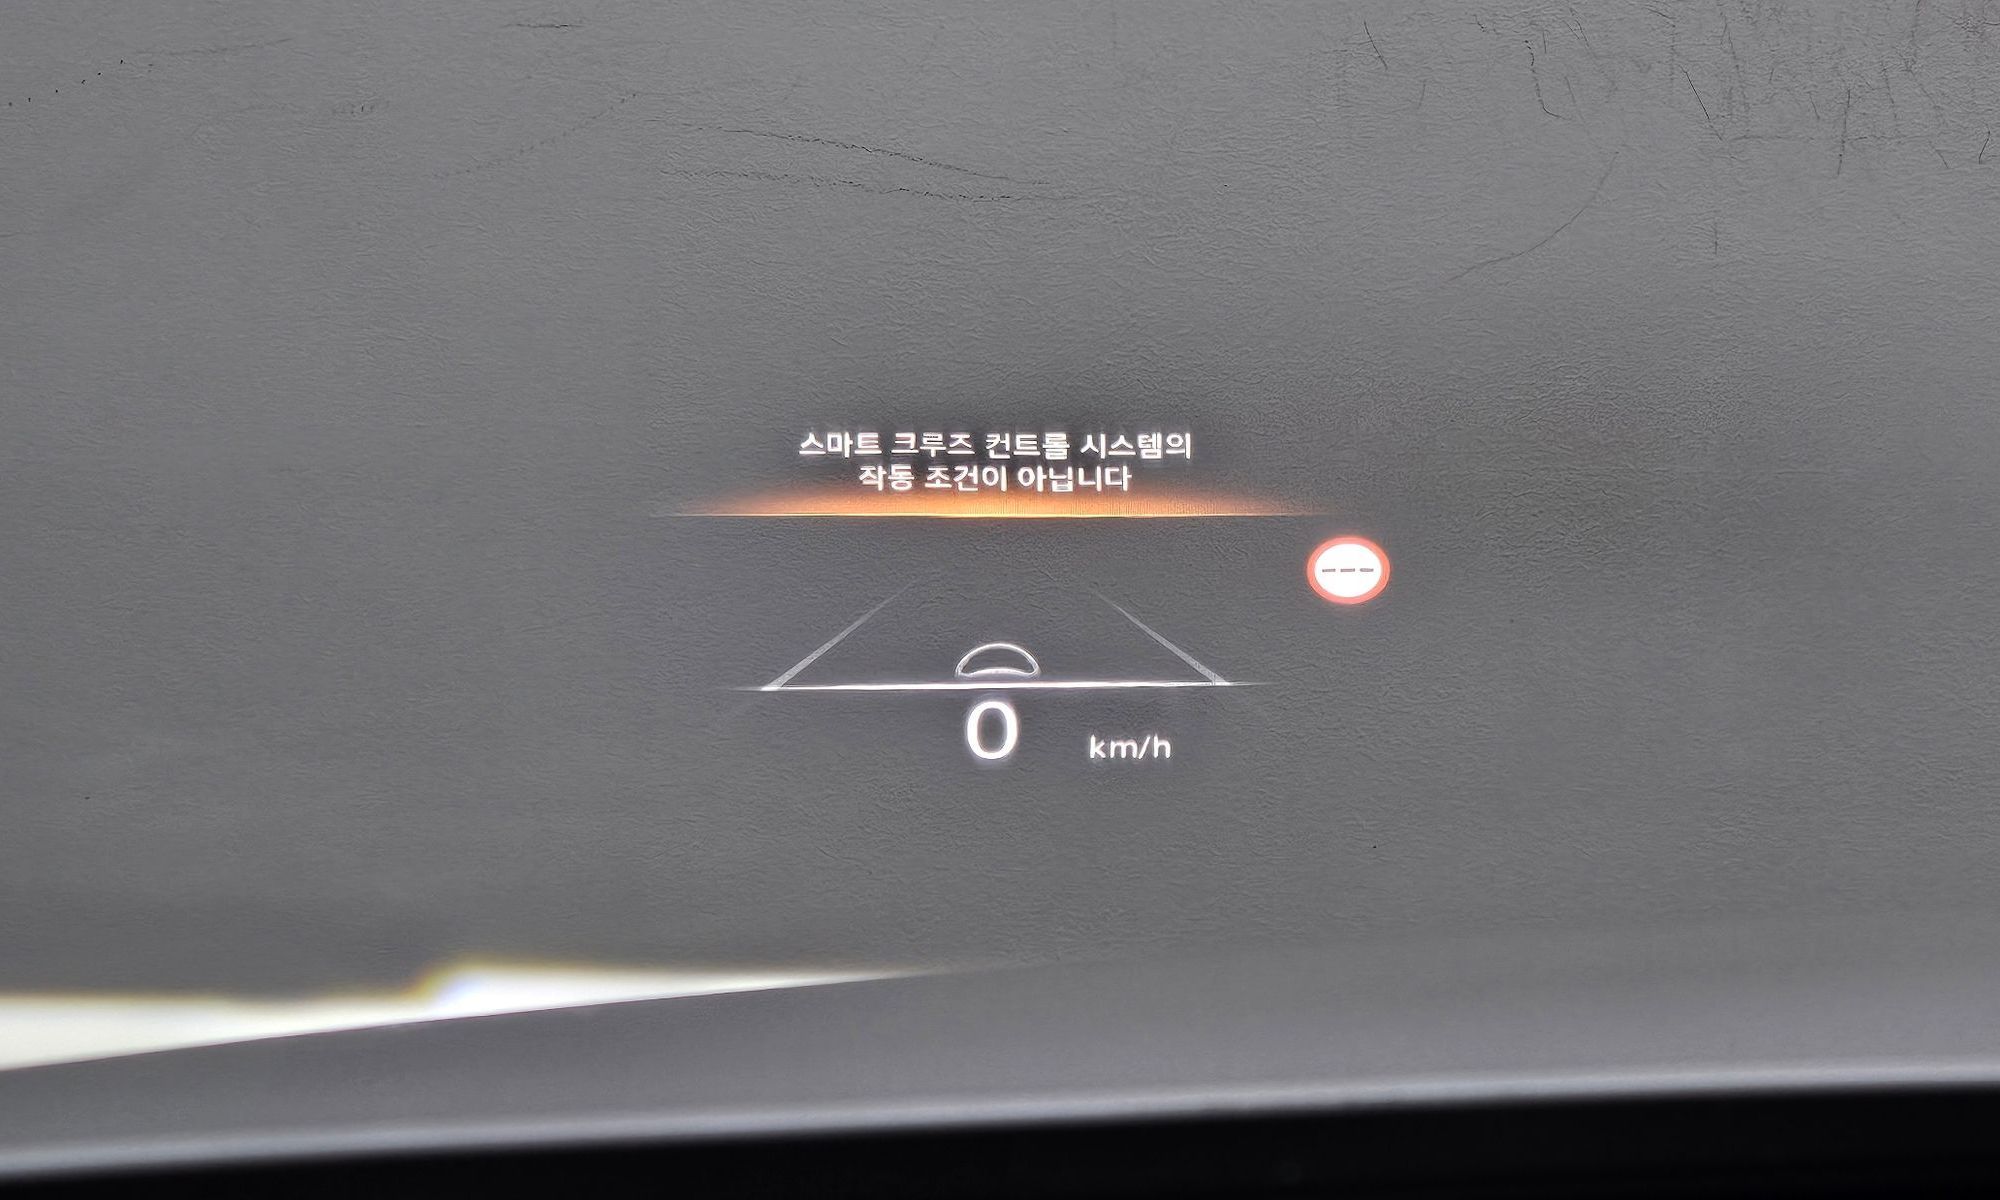 스마트 크루즈 컨트롤 시스템의
작동 조건이 아닙니다
---
0 km/h